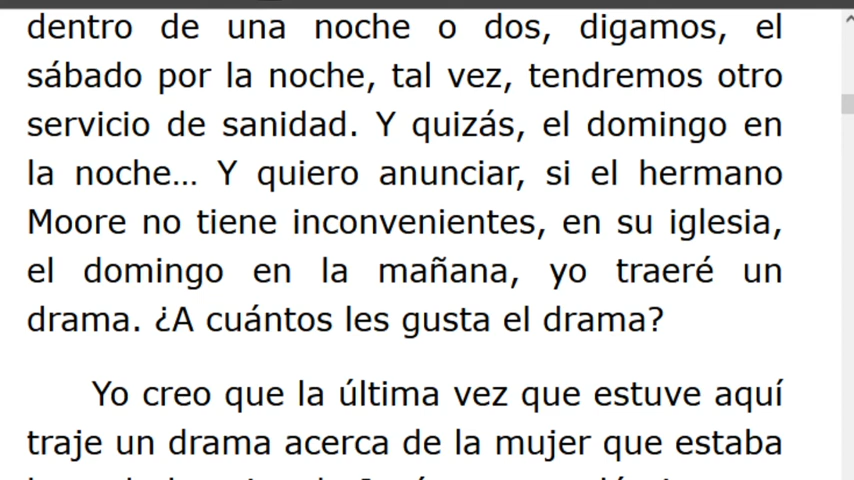 dentro de una noche o dos, digamos, el
sábado por la noche, tal vez, tendremos otro
servicio de sanidad. Y quizás, el domingo en
la noche... Y quiero anunciar, si el hermano
Moore no tiene inconvenientes, en su iglesia,
el domingo en la mañana, yo traeré un
drama. ¿A cuántos les gusta el drama?
Yo creo que la última vez que estuve aquí
traje un drama acerca de la mujer que estaba